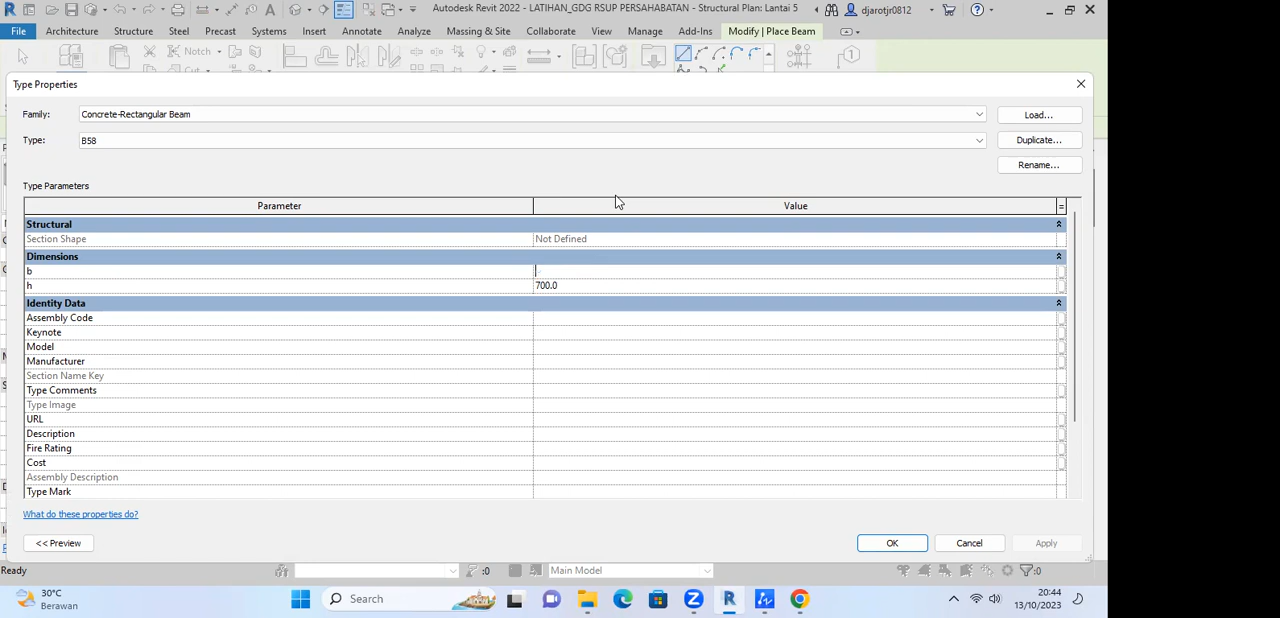 Autodesk Revit 2022 - LATIHAN_GDG RSUP PERSAHABATAN - Structural Plan: Lantai 5
djarotjr0812
File Architecture Structure Steel Precast Systems Insert Annotate Analyze Massing & Site Collaborate View Manage Add-Ins Modify | Place Beam
Notch
Cut
Type Properties
Family: Concrete-Rectangular Beam Load...
Type: B58 Duplicate...
Rename...
Type Parameters
Parameter Value =
Structural
Section Shape Not Defined
Dimensions
b
h 700.0
Identity Data
Assembly Code
Keynote
Model
Manufacturer
Section Name Key
Type Comments
Type Image
URL
Description
Fire Rating
Cost
Assembly Description
Type Mark
What do these properties do?
<< Preview OK Cancel Apply
Ready :0 Main Model :0
30°C
Berawan
Search
20:44
13/10/2023